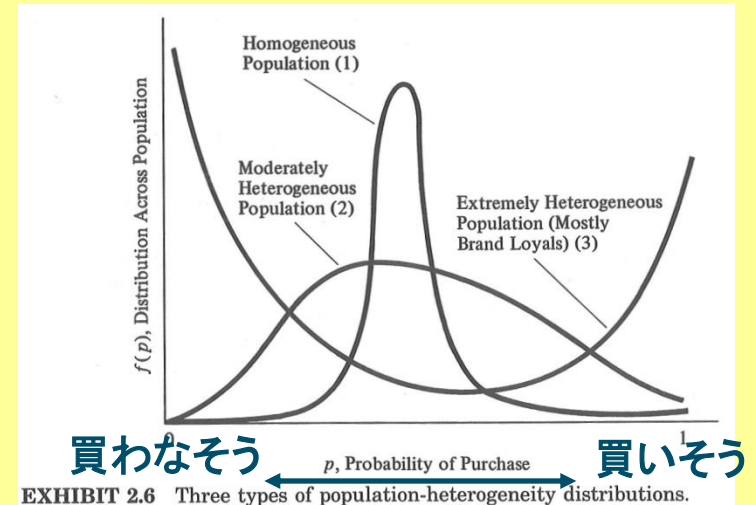 Homogeneous
Population (1)
Moderately
Heterogeneous
Population (2)
Extremely Heterogeneous
Population (Mostly
Brand Loyals) (3)
f(p), Distribution Across Population
0
1
買わなそう
p, Probability of Purchase
買いそう
EXHIBIT 2.6 Three types of population-heterogeneity distributions.